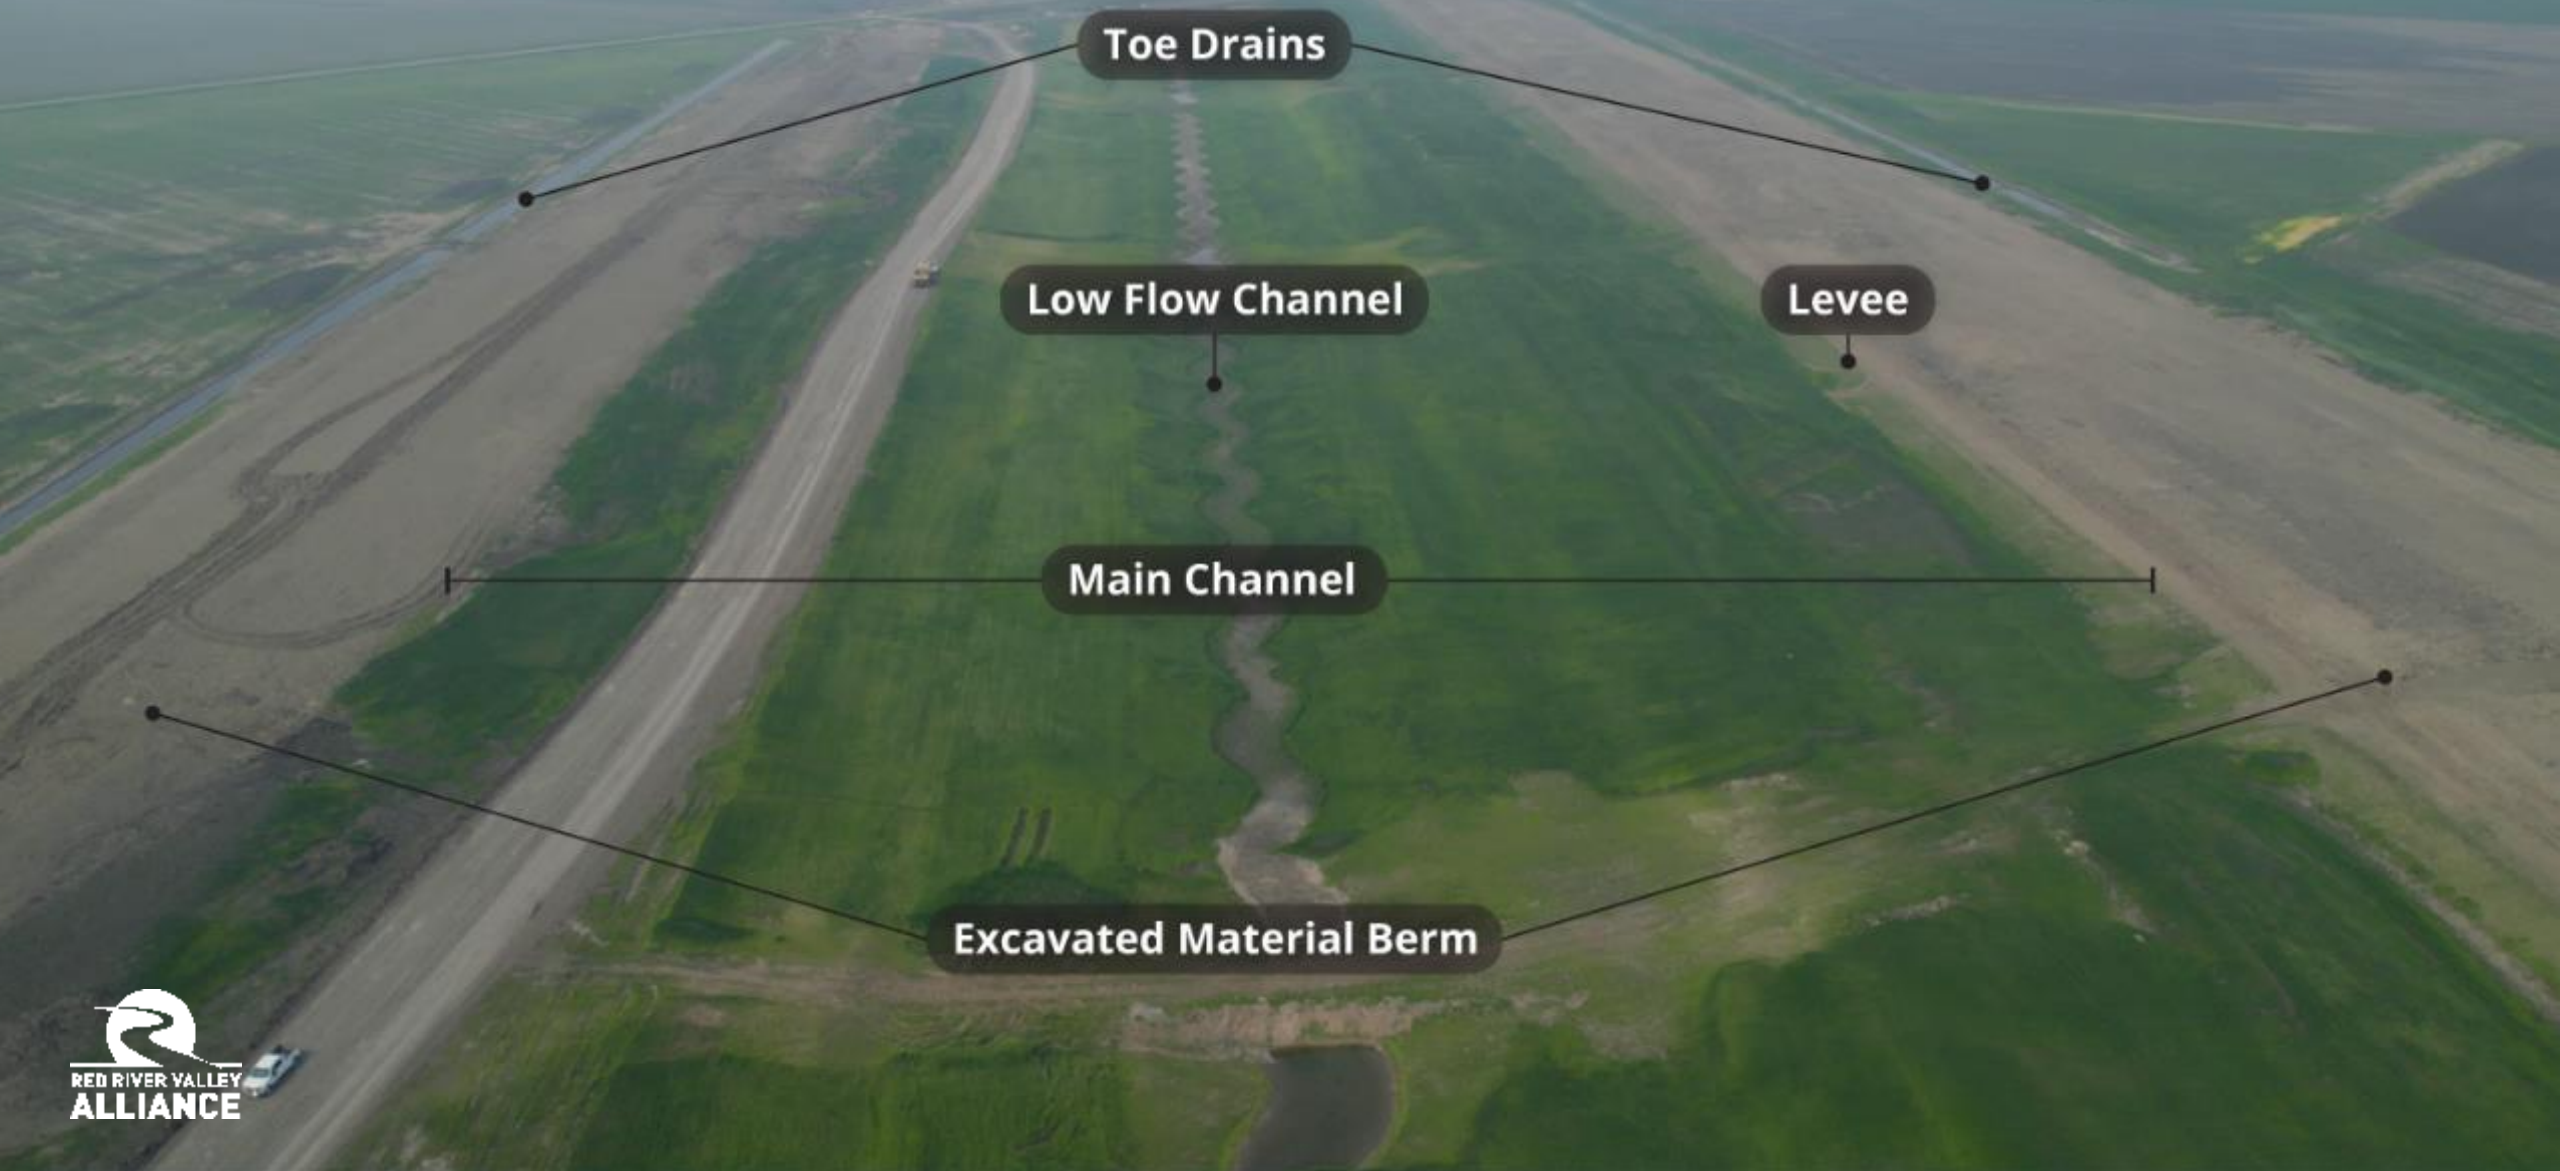 Toe Drains
Low Flow Channel
Levee
Main Channel
Excavated Material Berm
RED RIVER VALLEY
ALLIANCE